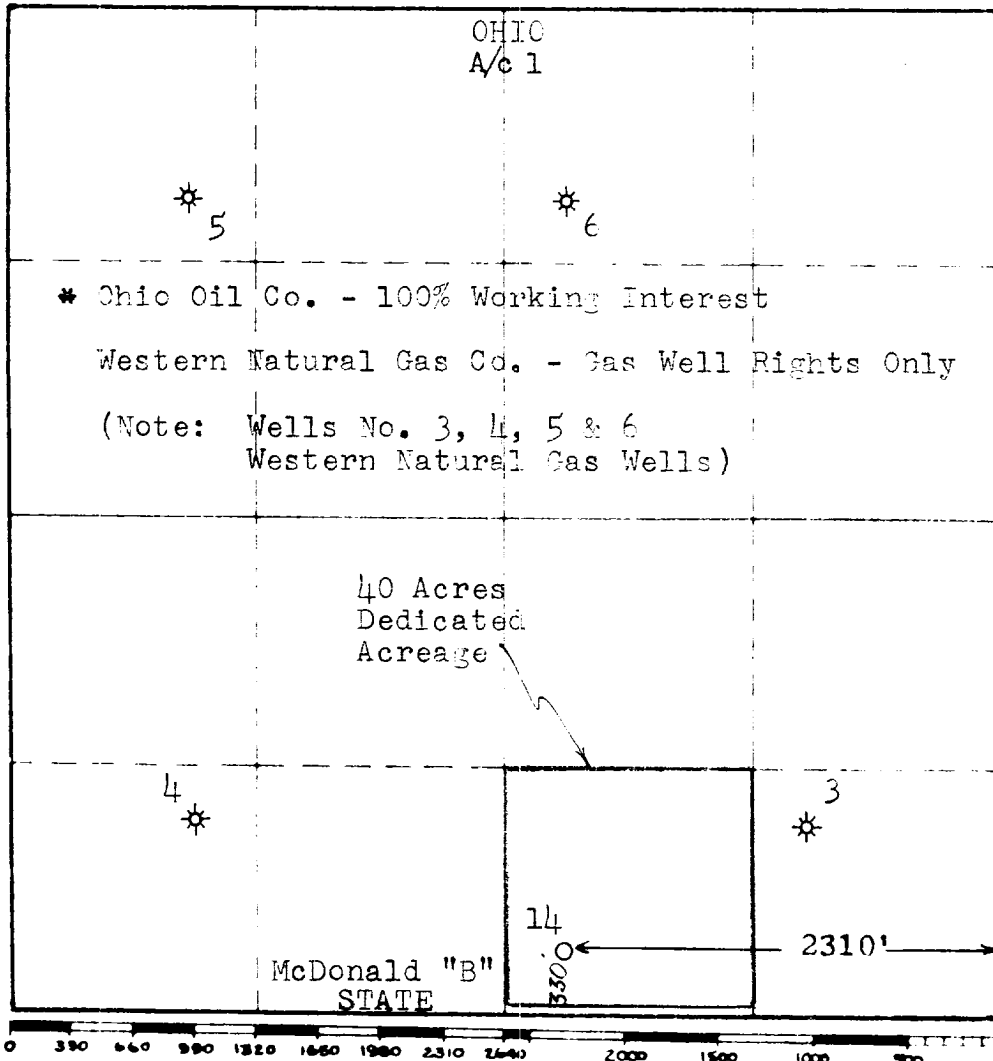 OHIO
A/c 1
5
6
* Ohio Oil Co. - 100% Working Interest
Western Natural Gas Co. - Gas Well Rights Only
(Note: Wells No. 3, 4, 5 & 6
Western Natural Gas Wells)
40 Acres
Dedicated
Acreage
4
3
14
2310'
330'
McDonald "B"
STATE
0 330 660 990 1320 1650 1980 2310 2640 2000 1500 1000 500